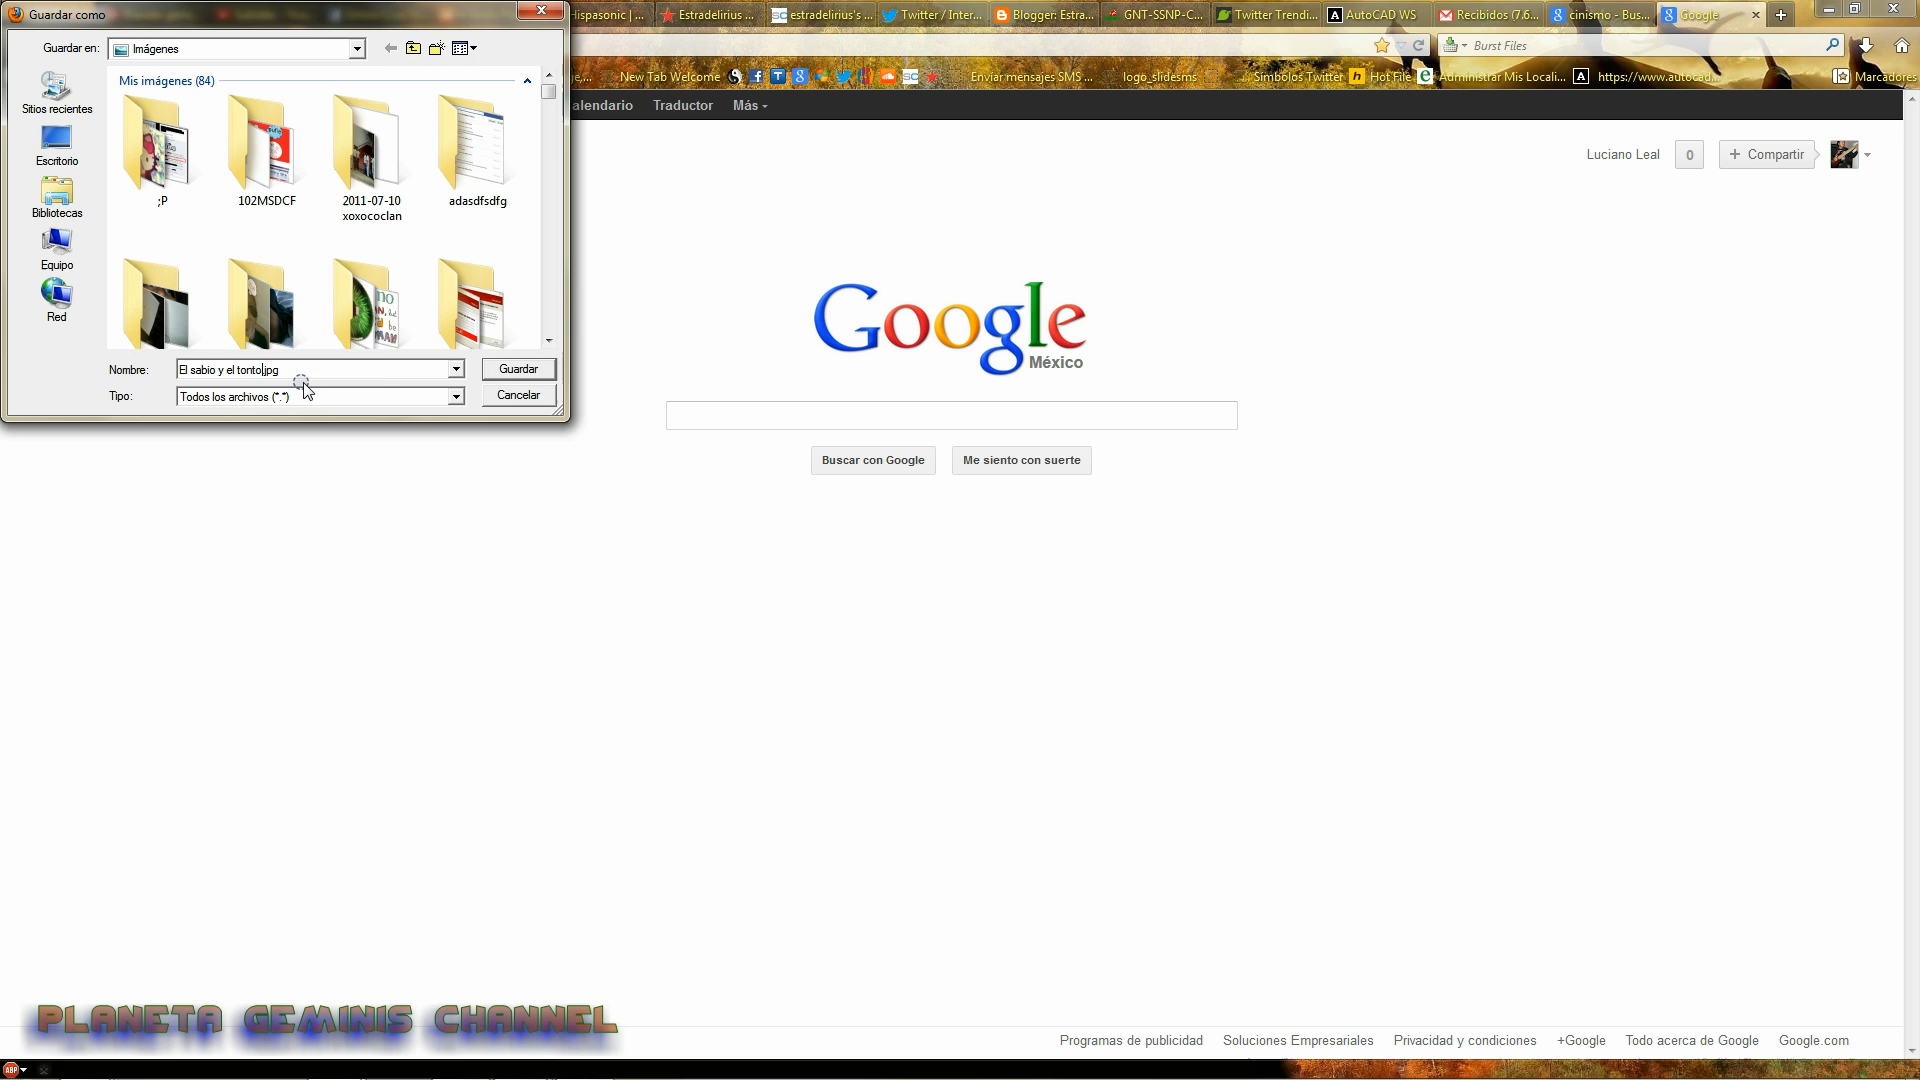 Guardar como
Hispasonic | ...
Estradelirius ...
estradelirius's ...
Twitter / Inter...
Blogger: Estra...
GNT-SSNP-C...
Twitter Trendi...
AutoCAD WS
Recibidos (7.6...
cinismo - Bus...
Google
Guardar en:
Imágenes
Burst Files
New Tab Welcome
Enviar mensajes SMS ...
logo_slidesms
Simbolos Twitter
Hot File
Administrar Mis Locali...
https://www.autocad...
Marcadores
Mis imágenes (84)
alendario
Traductor
Más
Sitios recientes
Escritorio
Bibliotecas
Equipo
Red
;P
102MSDCF
2011-07-10
xoxococlan
adasdfsdfg
Luciano Leal
0
+ Compartir
Google
México
Nombre:
El sabio y el tonto.jpg
Guardar
Tipo:
Todos los archivos (*.*)
Cancelar
Buscar con Google
Me siento con suerte
PLANETA GEMINIS CHANNEL
Programas de publicidad
Soluciones Empresariales
Privacidad y condiciones
+Google
Todo acerca de Google
Google.com
ABP